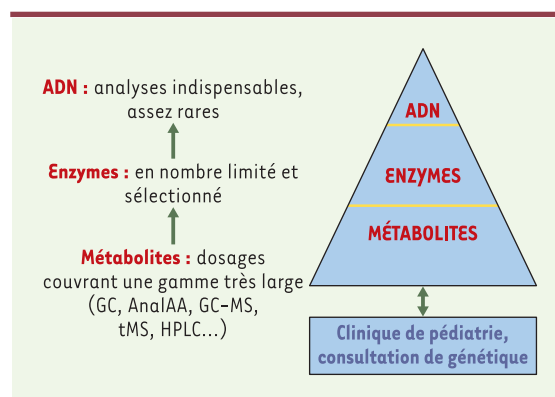 ADN : analyses indispensables,
assez rares
Enzymes : en nombre limité et
sélectionné
Métabolites : dosages
couvrant une gamme très large
(GC, AnalAA, GC-MS,
tMS, HPLC...)
ADN
ENZYMES
MÉTABOLITES
Clinique de pédiatrie,
consultation de génétique